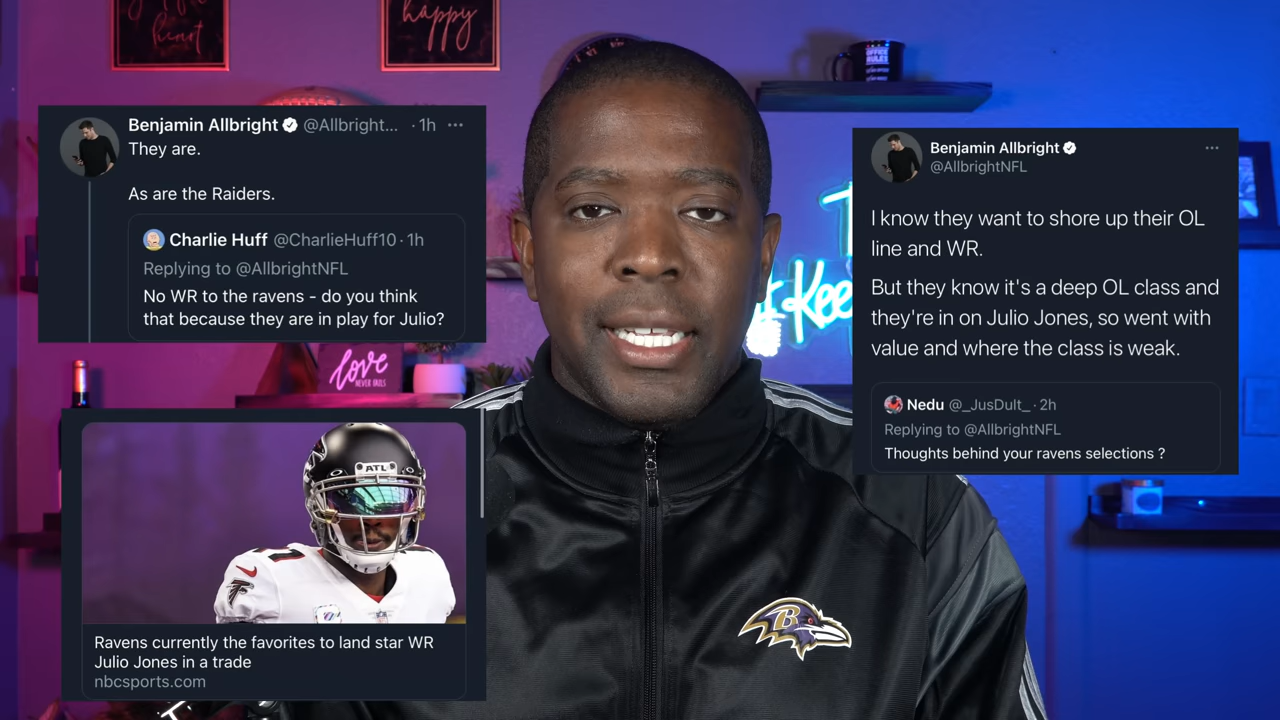 heart
happy
OFFICE
RULES
Benjamin Allbright @Allbright... · 1h ...
They are.
As are the Raiders.
Charlie Huff @CharlieHuff10 · 1h
Replying to @AllbrightNFL
No WR to the ravens - do you think
that because they are in play for Julio?
love
NEVER FAILS
ATL
Ravens currently the favorites to land star WR
Julio Jones in a trade
nbcsports.com
B
Benjamin Allbright ...
@AllbrightNFL
I know they want to shore up their OL
line and WR.
But they know it's a deep OL class and
they're in on Julio Jones, so went with
value and where the class is weak.
Nedu @_JusDult_ · 2h
Replying to @AllbrightNFL
Thoughts behind your ravens selections ?